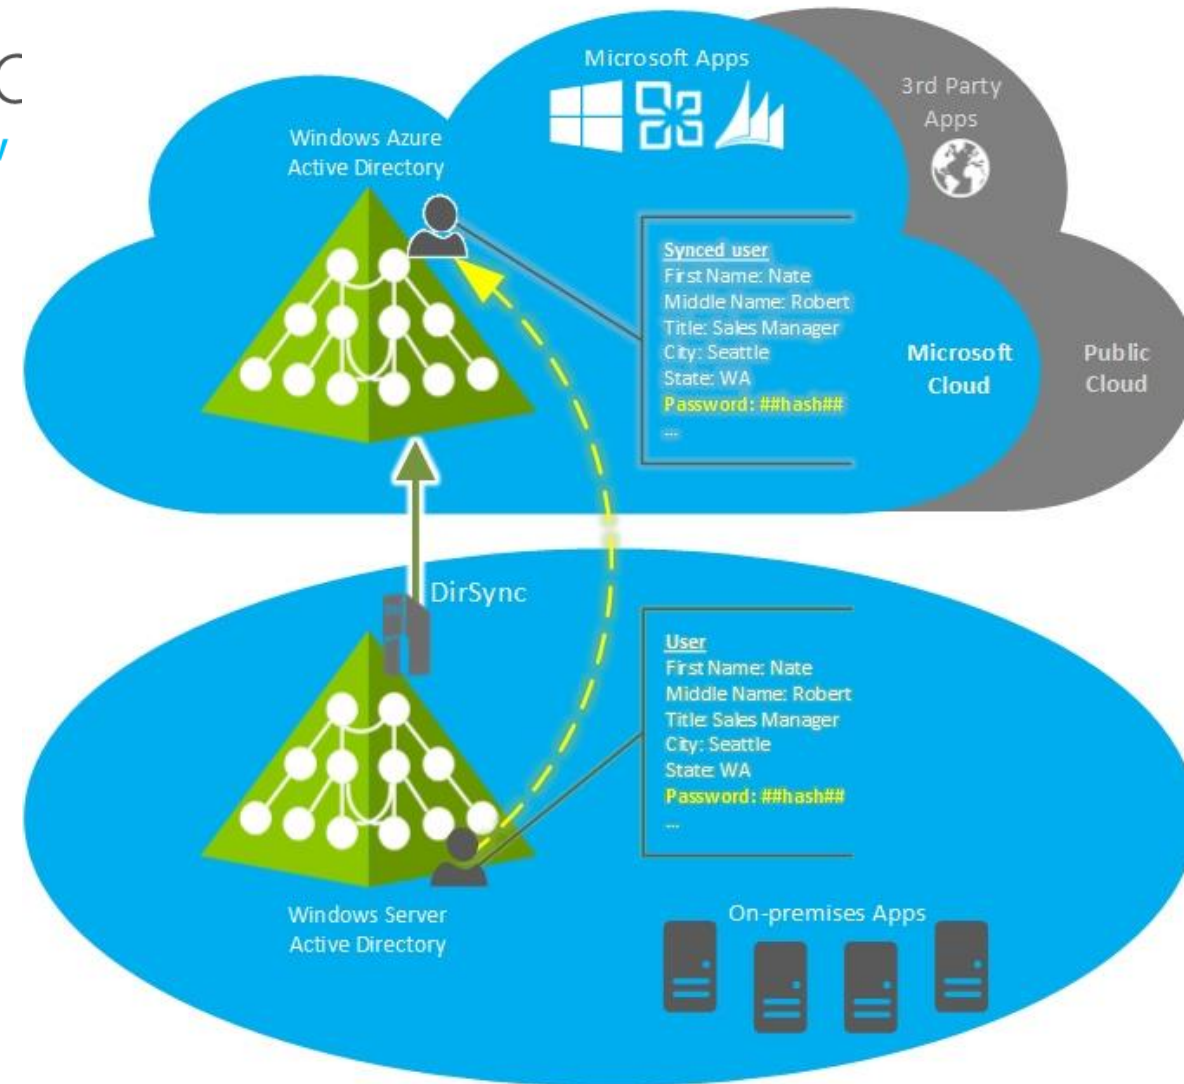 Microsoft Apps
3rd Party
Apps
Windows Azure
Active Directory
Synced user
First Name: Nate
Middle Name: Robert
Title: Sales Manager
City: Seattle
State: WA
Password: ##hash##
...
Microsoft
Cloud
Public
Cloud
DirSync
User
First Name: Nate
Middle Name: Robert
Title: Sales Manager
City: Seattle
State: WA
Password: ##hash##
...
Windows Server
Active Directory
On-premises Apps